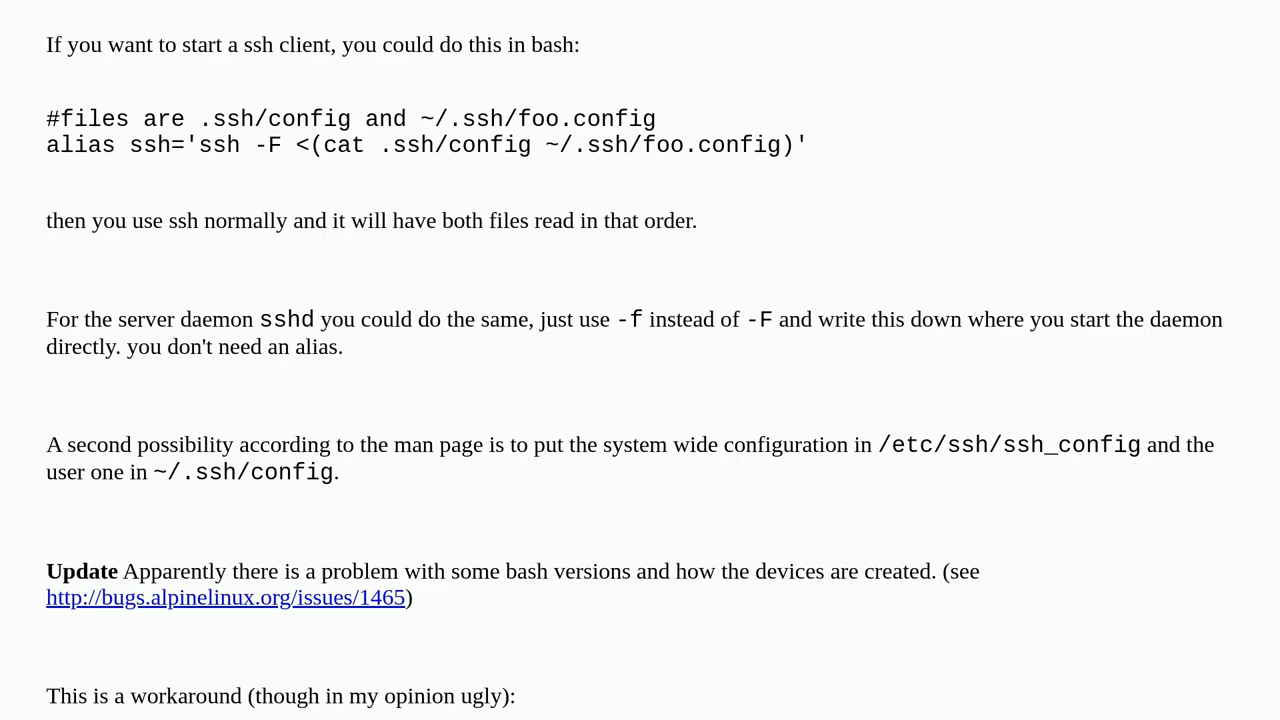 If you want to start a ssh client, you could do this in bash:
#files are .ssh/config and ~/.ssh/foo.config
alias ssh='ssh -F <(cat .ssh/config ~/.ssh/foo.config)'
then you use ssh normally and it will have both files read in that order.
For the server daemon sshd you could do the same, just use -f instead of -F and write this down where you start the daemon
directly. you don't need an alias.
A second possibility according to the man page is to put the system wide configuration in /etc/ssh/ssh_config and the
user one in ~/.ssh/config.
Update Apparently there is a problem with some bash versions and how the devices are created. (see
http://bugs.alpinelinux.org/issues/1465)
This is a workaround (though in my opinion ugly):